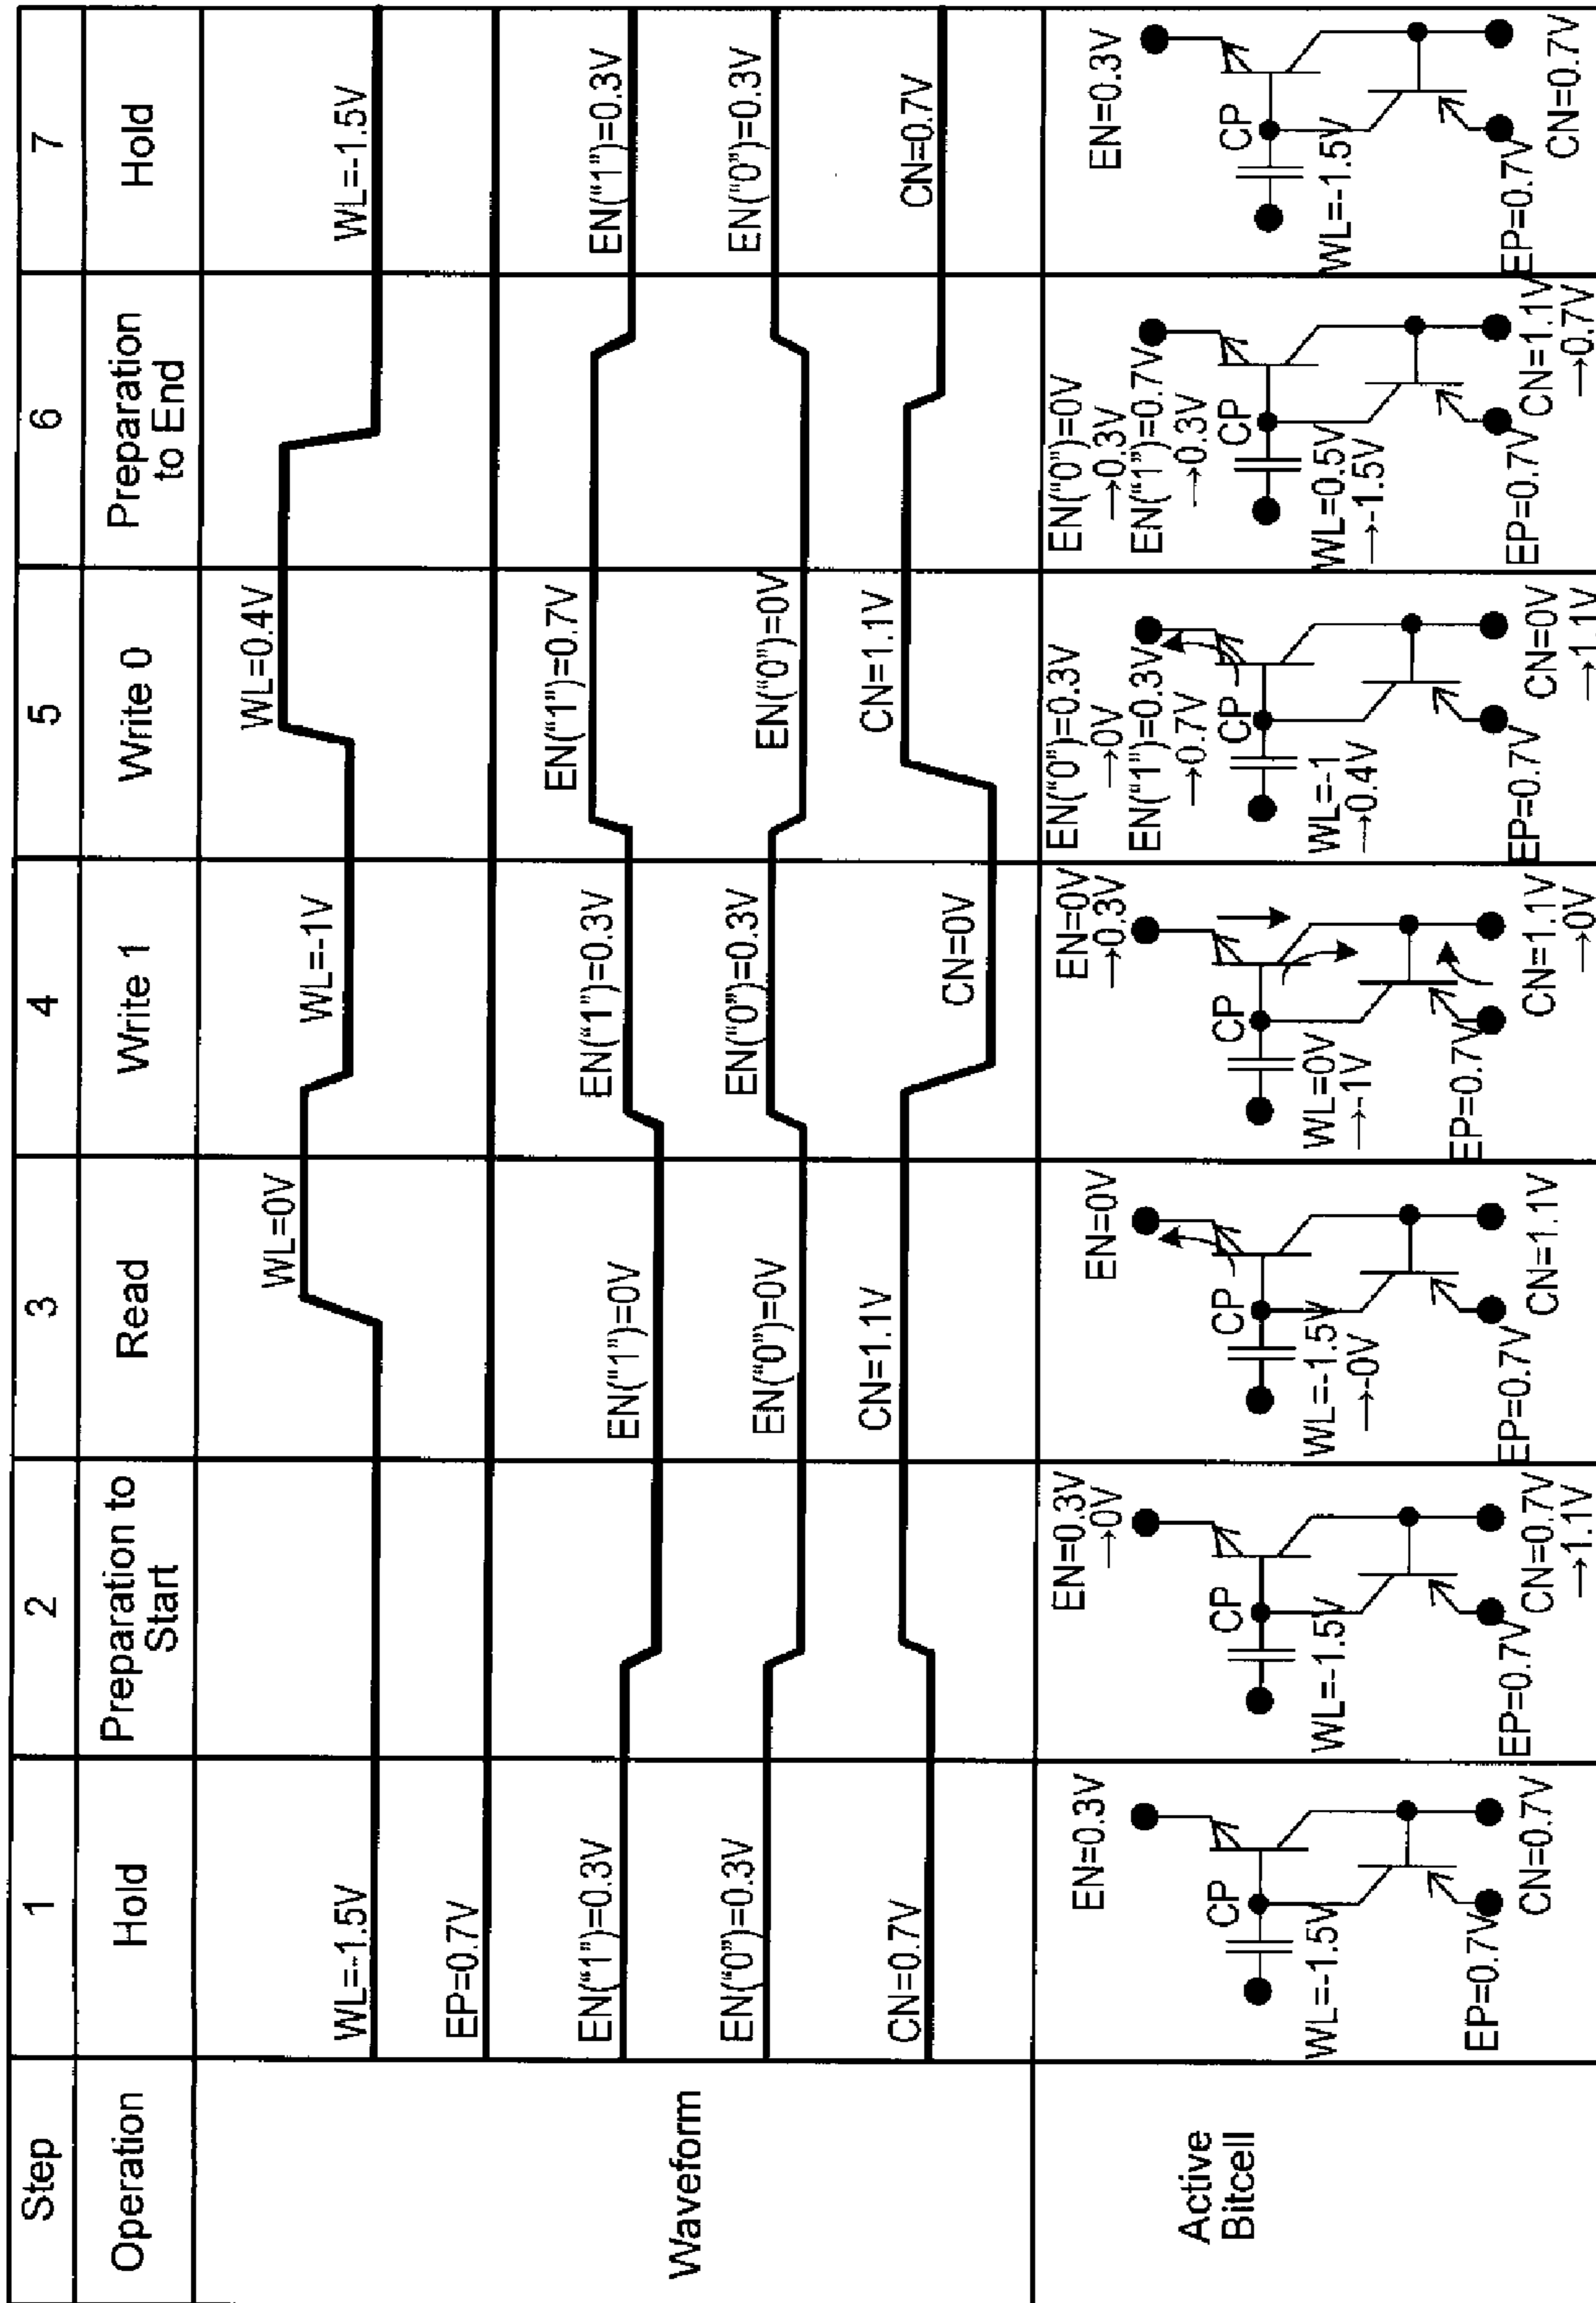 Step
1
2
3
4
5
6
7
Operation
Hold
Preparation to
Start
Read
Write 1
Write 0
Preparation
to End
Hold
Waveform
WL=-1.5V
WL=0V
WL=-1V
WL=0.4V
WL=-1.5V
EP=0.7V
EN("1")=0.3V
EN("1")=0V
EN("1")=0.3V
EN("1")=0.7V
EN("1")=0.3V
EN("0")=0.3V
EN("0")=0V
EN("0")=0.3V
EN("0")=0V
EN("0")=0.3V
CN=0.7V
CN=1.1V
CN=0V
CN=1.1V
CN=0.7V
Active
Bitcell
EN=0.3V
CP
WL=-1.5V
EP=0.7V
CN=0.7V
EN=0.3V
→0V
CP
WL=-1.5V
EP=0.7V
CN=0.7V
→1.1V
EN=0V
CP
WL=-1.5V
→0V
EP=0.7V
CN=1.1V
EN=0V
→0.3V
CP
WL=0V
→-1V
EP=0.7V
CN=1.1V
→0V
EN("0")=0.3V
→0V
EN("1")=0.3V
→0.7V
CP
WL=-1
→0.4V
EP=0.7V
CN=0V
→1.1V
EN("0")=0V
→0.3V
EN("1")=0.7V
→0.3V
CP
WL=0.5V
→-1.5V
EP=0.7V
CN=1.1V
→0.7V
EN=0.3V
CP
WL=-1.5V
EP=0.7V
CN=0.7V